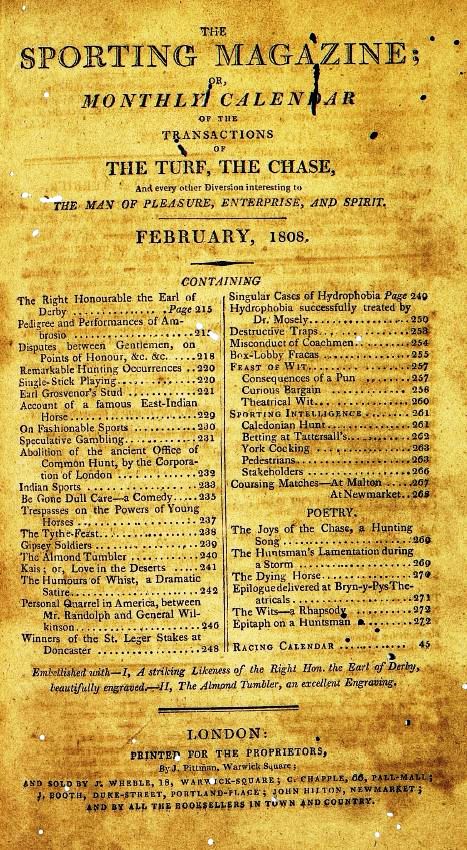 THE
SPORTING MAGAZINE;
OR,
MONTHLY CALENDAR
OF THE
TRANSACTIONS
OF
THE TURF, THE CHASE,
And every other Diversion interesting to
THE MAN OF PLEASURE, ENTERPRISE, AND SPIRIT.
FEBRUARY, 1808.
CONTAINING
The Right Honourable the Earl of
Derby .................. Page 215
Pedigree and Performances of Am-
brosio
Disputes between Gentlemen, on
Points of Honour, &c. &c. .....218
Remarkable Hunting Occurrences ..220
Single-Stick Playing..............220
Earl Grosvenor's Stud ............221
Account of a famous East-Indian
Horse.....................229
On Fashionable Sports ............230
Speculative Gambling..............231
Abolition of the ancient Office of
Common Hunt, by the Corpora-
tion of London ..............232
Indian Sports ....................233
Be Gone Dull Care—a Comedy.....235
Trespasses on the Powers of Young
Horses ....................237
The Tythe-Feast...................238
Gipsey Soldiers ..................239
The Almond Tumbler ..............240
Kais; or, Love in the Deserts ......241
The Humours of Whist, a Dramatic
Satire......................242
Personal Quarrel in America, between
Mr. Randolph and General Wil-
kinson......................246
Winners of the St. Leger Stakes at
Doncaster ..................248
Singular Cases of Hydrophobia Page 249
Hydrophobia successfully treated by
Dr. Mosely..................250
Destructive Traps.................253
Misconduct of Coachmen ..........254
Box-Lobby Fracas ................255
FEAST OF WIT....................257
Consequences of a Pun ........257
Curious Bargain ..............258
Theatrical Wit................260
SPORTING INTELLIGENCE ..........261
Caledonian Hunt ..............261
Betting at Tattersall's..........262
York Cocking ................263
Pedestrians...................263
Stakeholders ................266
Coursing Matches—At Malton .....267
At Newmarket..268
POETRY.
The Joys of the Chase, a Hunting
Song ......................269
The Huntsman's Lamentation during
a Storm ....................269
The Dying Horse..................270
Epilogue delivered at Bryn-y-Pys The-
atricals......................271
The Wits—a Rhapsody ............272
Epitaph on a Huntsman ..........272
RACING CALENDAR .............. 45
Embellished with—I, A striking Likeness of the Right Hon. the Earl of Derby,
beautifully engraved.—II, The Almond Tumbler, an excellent Engraving.
LONDON:
PRINTED FOR THE PROPRIETORS,
By J. Pittman, Warwick Square;
AND SOLD BY J. WHEBLE, 18, WARWICK-SQUARE; C. CHAPPLE, 66, PALL-MALL;
J. BOOTH, DUKE-STREET, PORTLAND-PLACE; JOHN HILTON, NEWMARKET;
AND BY ALL THE BOOKSELLERS IN TOWN AND COUNTRY.